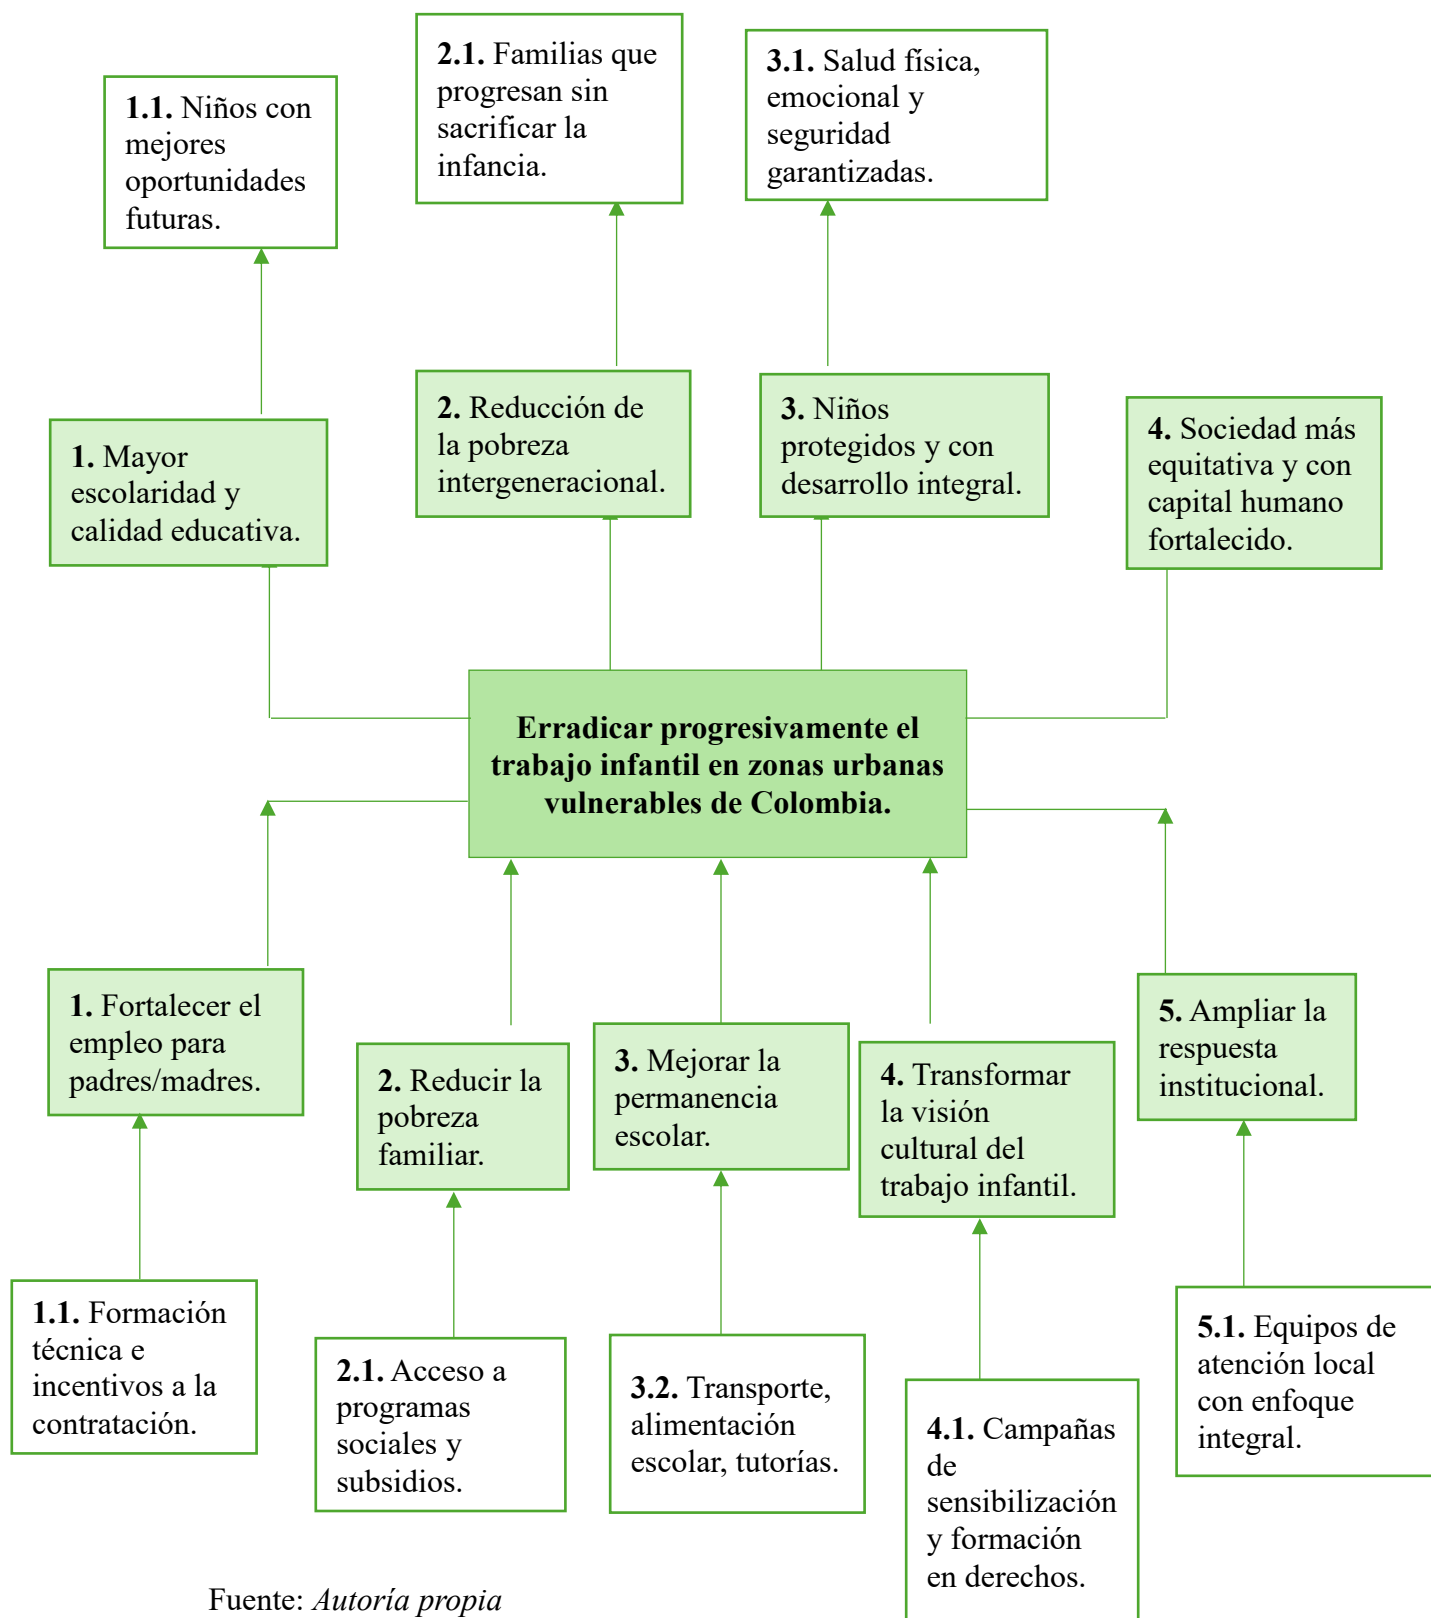 1.1. Niños con
mejores
oportunidades
futuras.
2.1. Familias que
progresan sin
sacrificar la
infancia.
3.1. Salud física,
emocional y
seguridad
garantizadas.
1. Mayor
escolaridad y
calidad educativa.
2. Reducción de
la pobreza
intergeneracional.
3. Niños
protegidos y con
desarrollo integral.
4. Sociedad más
equitativa y con
capital humano
fortalecido.
Erradicar progresivamente el
trabajo infantil en zonas urbanas
vulnerables de Colombia.
1. Fortalecer el
empleo para
padres/madres.
2. Reducir la
pobreza
familiar.
3. Mejorar la
permanencia
escolar.
4. Transformar
la visión
cultural del
trabajo infantil.
5. Ampliar la
respuesta
institucional.
1.1. Formación
técnica e
incentivos a la
contratación.
2.1. Acceso a
programas
sociales y
subsidios.
3.2. Transporte,
alimentación
escolar, tutorías.
4.1. Campañas
de
sensibilización
y formación
en derechos.
5.1. Equipos de
atención local
con enfoque
integral.
Fuente: Autoría propia